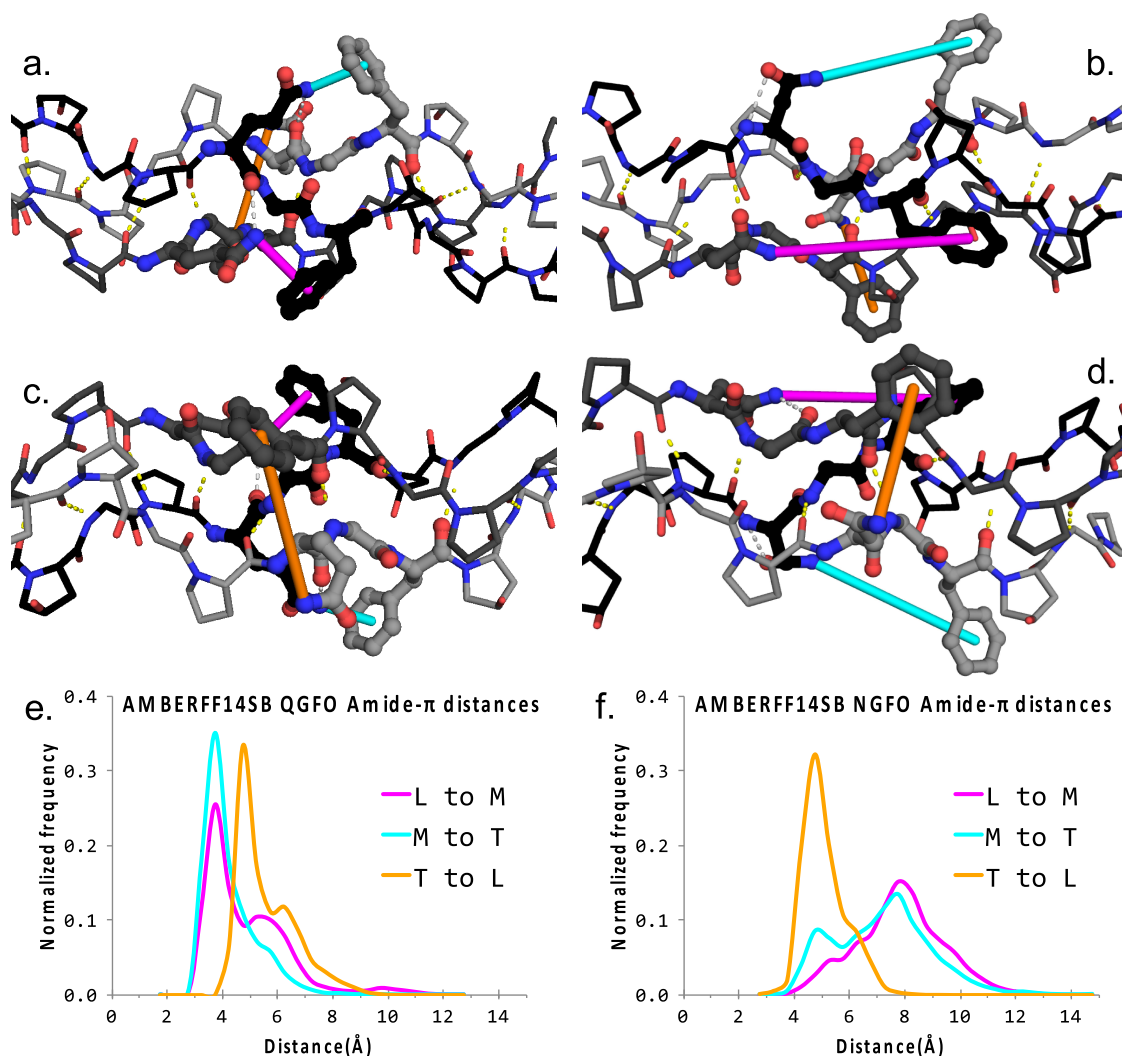 a.
b.
c.
d.
e.
AMBERFF14SB QGFO Amide-π distances
Normalized frequency
0.4
0.3
0.2
0.1
0.0
L to M
M to T
T to L
0 2 4 6 8 10 12 14
Distance(Å)
f.
AMBERFF14SB NGFO Amide-π distances
Normalized frequency
0.4
0.3
0.2
0.1
0.0
L to M
M to T
T to L
0 2 4 6 8 10 12 14
Distance(Å)